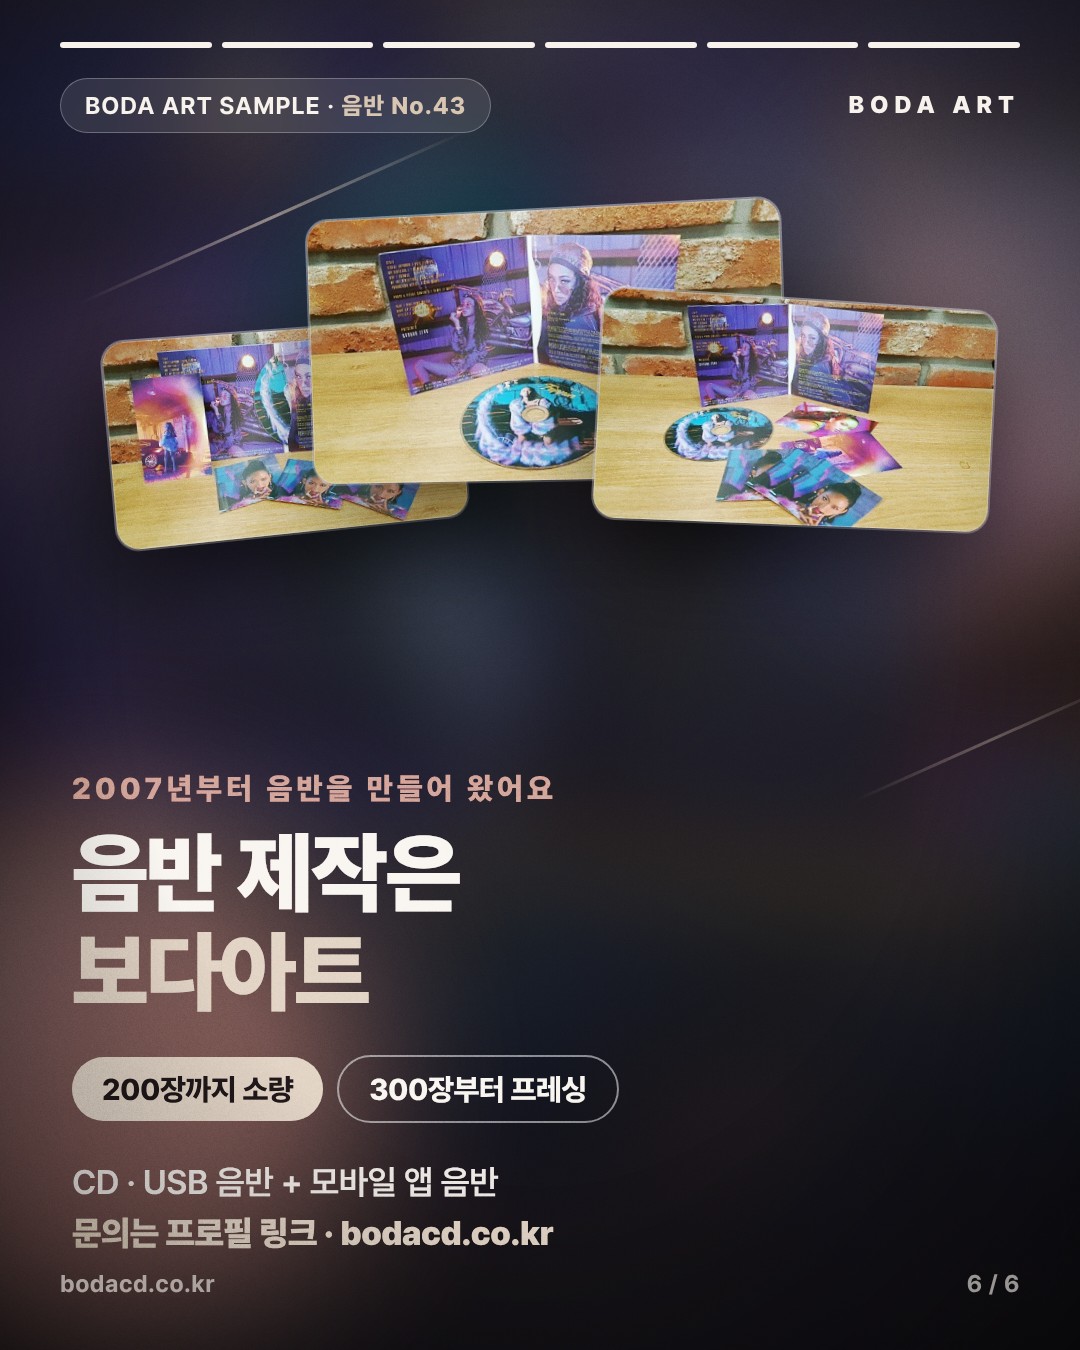 BODA ART SAMPLE · 음반 No.43
BODA ART
2007년부터 음반을 만들어 왔어요
음반 제작은
보다아트
200장까지 소량
300장부터 프레싱
CD · USB 음반 + 모바일 앱 음반
문의는 프로필 링크 · bodacd.co.kr
bodacd.co.kr
6 / 6